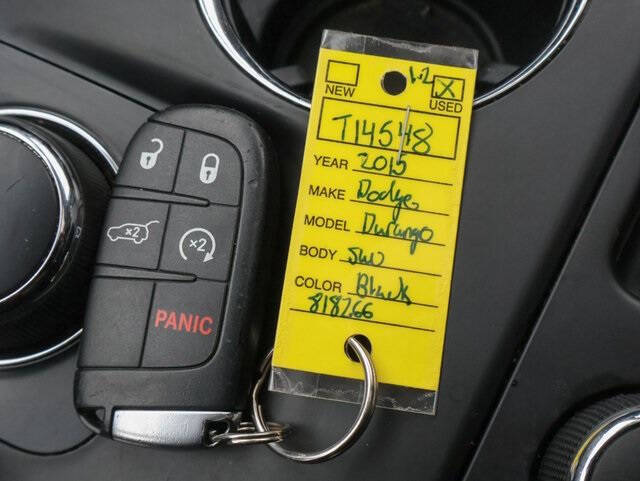 1-2
NEW USED
T14548
YEAR 2015
MAKE Dodge
MODEL Durango
BODY SUV
COLOR Black
818266
x2 x2
PANIC